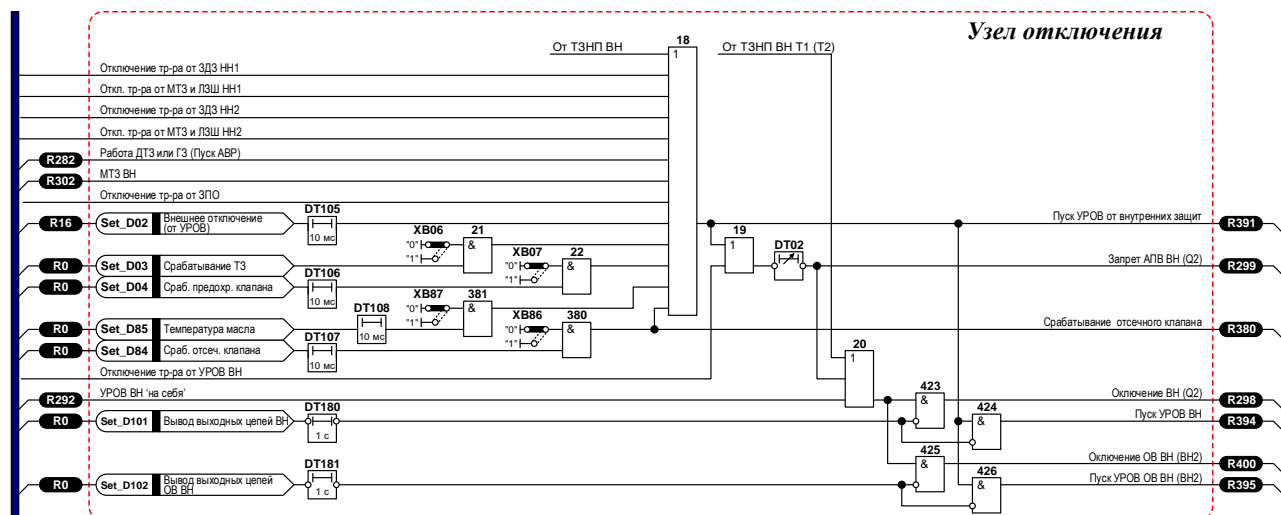 Узел отключения
18
От ТЗНП ВН
1
От ТЗНП ВН Т1 (Т2)
Отключение тр-ра от ЗДЗ НН1
Откл. тр-ра от МТЗ и ЛЗШ НН1
Отключение тр-ра от ЗДЗ НН2
Откл. тр-ра от МТЗ и ЛЗШ НН2
R282
Работа ДТЗ или ГЗ (Пуск АВР)
R302
МТЗ ВН
Отключение тр-ра от ЗПО
R16
Set_D02
Внешнее отключение
(от УРОВ)
DT105
10 мс
Пуск УРОВ от внутренних защит
R391
XB06
"0"
"1"
21
&
19
1
DT02
R0
Set_D03
Срабатывание ТЗ
XB07
"0"
"1"
22
&
Запрет АПВ ВН (Q2)
R299
R0
Set_D04
Сраб. предохр. клапана
DT106
10 мс
XB87
"0"
"1"
381
&
R0
Set_D85
Температура масла
DT108
10 мс
XB86
"0"
"1"
380
&
Срабатывание отсечного клапана
R380
R0
Set_D84
Сраб. отсеч. клапана
DT107
10 мс
20
1
Отключение тр-ра от УРОВ ВН
R292
УРОВ ВН 'на себя'
423
&
Оключение ВН (Q2)
R298
R0
Set_D101
Вывод выходных цепей ВН
DT180
1 с
424
&
Пуск УРОВ ВН
R394
425
&
Оключение ОВ ВН (ВН2)
R400
R0
Set_D102
Вывод выходных цепей
ОВ ВН
DT181
1 с
426
&
Пуск УРОВ ОВ ВН (ВН2)
R395